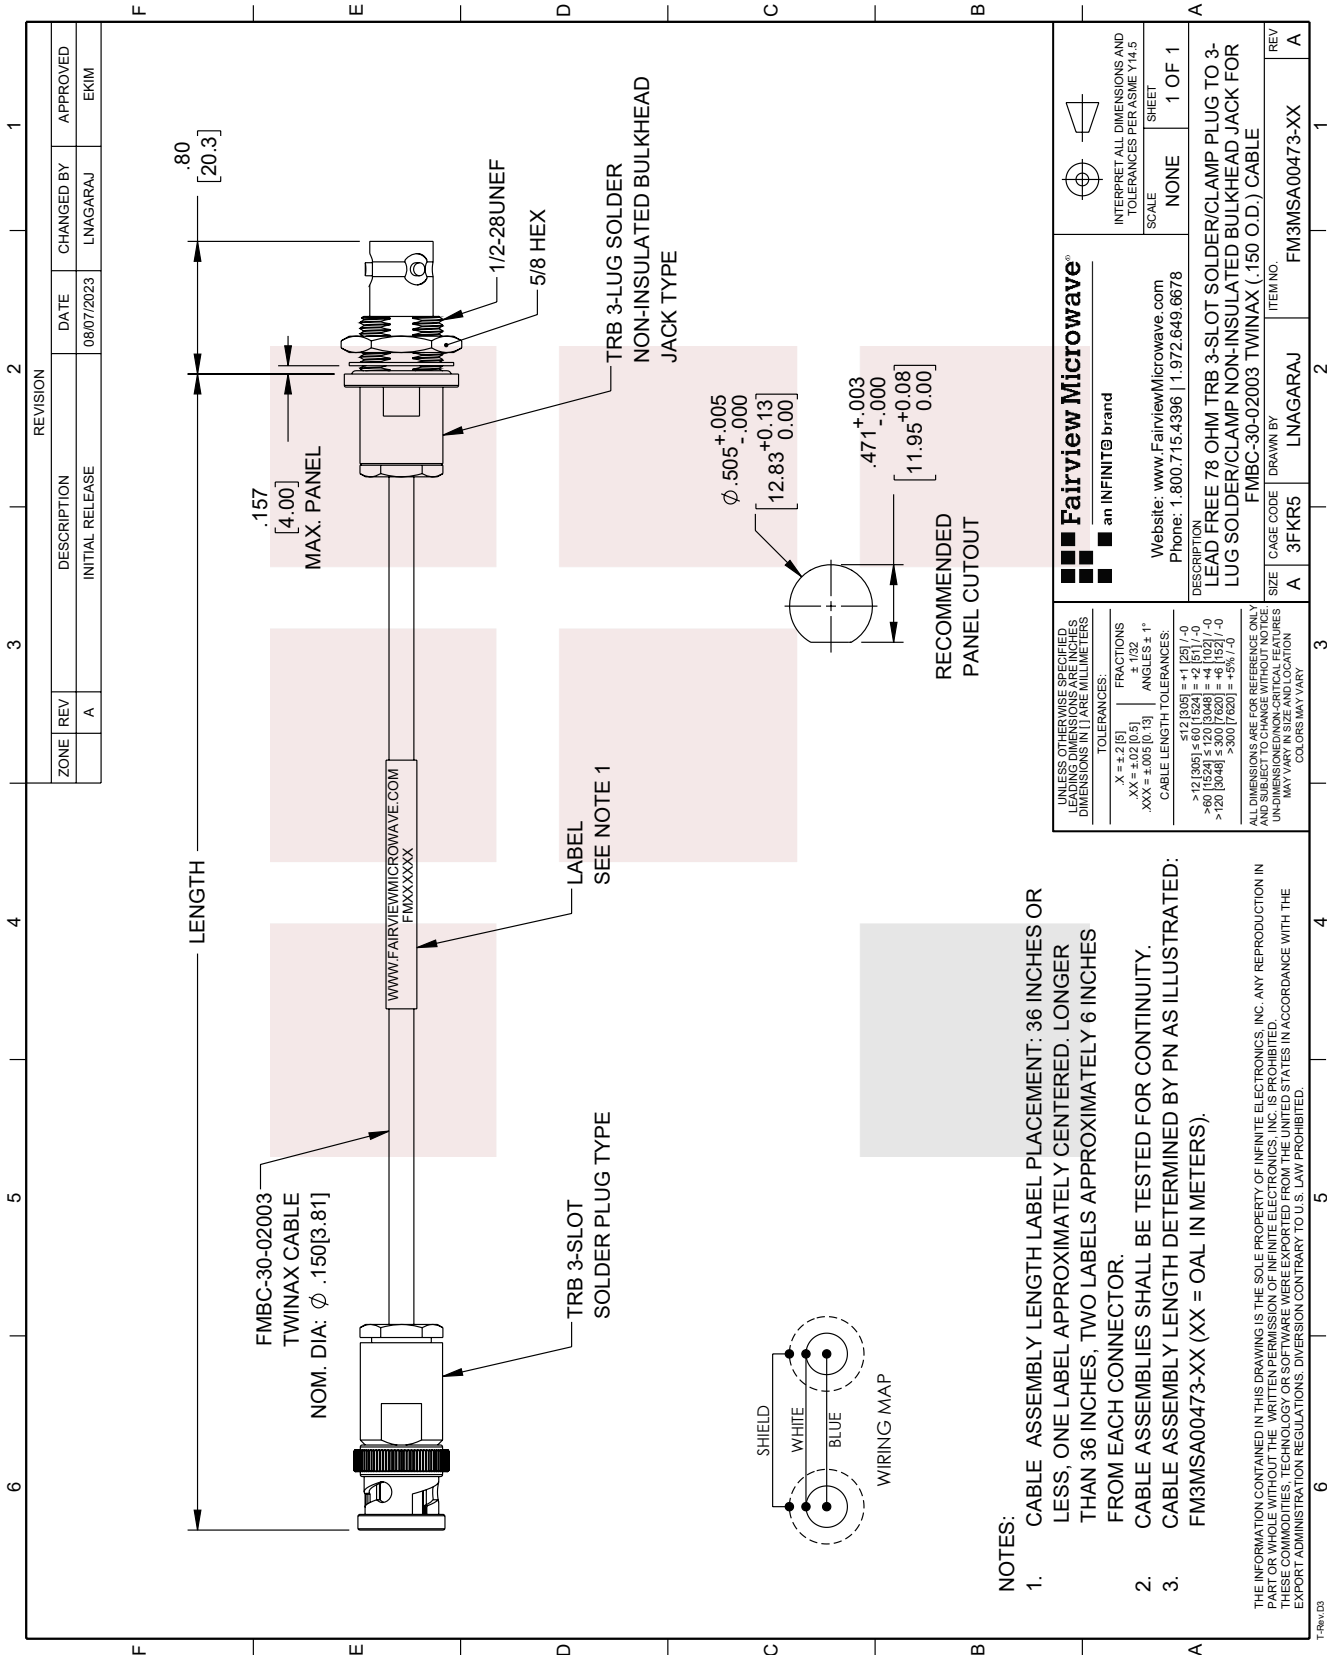 REVISION
ZONE REV DESCRIPTION DATE CHANGED BY APPROVED
A INITIAL RELEASE 08/07/2023 LNAGARAJ EKIM
6 5 4 3 2 1
F
E
D
C
B
A
LENGTH
.80
[20.3]
.157
[4.00]
MAX. PANEL
FMBC-30-02003
TWINAX CABLE
NOM. DIA: Ø .150[3.81]
WWW.FAIRVIEWMICROWAVE.COM
FMXXXXXX
1/2-28UNEF
5/8 HEX
TRB 3-SLOT
SOLDER PLUG TYPE
LABEL
SEE NOTE 1
TRB 3-LUG SOLDER
NON-INSULATED BULKHEAD
JACK TYPE
SHIELD
WHITE
BLUE
WIRING MAP
Ø.505 +.005 -.000
[12.83 +0.13 0.00]
.471 +.003 -.000
[11.95 +0.08 0.00]
RECOMMENDED
PANEL CUTOUT
NOTES:
1. CABLE ASSEMBLY LENGTH LABEL PLACEMENT: 36 INCHES OR
LESS, ONE LABEL APPROXIMATELY CENTERED. LONGER
THAN 36 INCHES, TWO LABELS APPROXIMATELY 6 INCHES
FROM EACH CONNECTOR.
2. CABLE ASSEMBLIES SHALL BE TESTED FOR CONTINUITY.
3. CABLE ASSEMBLY LENGTH DETERMINED BY PN AS ILLUSTRATED:
FM3MSA00473-XX (XX = OAL IN METERS).
THE INFORMATION CONTAINED IN THIS DRAWING IS THE SOLE PROPERTY OF INFINITE ELECTRONICS, INC. ANY REPRODUCTION IN
PART OR WHOLE WITHOUT THE WRITTEN PERMISSION OF INFINITE ELECTRONICS, INC. IS PROHIBITED.
THESE COMMODITIES, TECHNOLOGY OR SOFTWARE WERE EXPORTED FROM THE UNITED STATES IN ACCORDANCE WITH THE
EXPORT ADMINISTRATION REGULATIONS. DIVERSION CONTRARY TO U.S. LAW PROHIBITED.
UNLESS OTHERWISE SPECIFIED
LEADING DIMENSIONS ARE INCHES
DIMENSIONS IN [ ] ARE MILLIMETERS
TOLERANCES:
.X = ±.2 [5]
.XX = ±.02 [0.5]
.XXX = ±.005 [0.13]
FRACTIONS
± 1/32
ANGLES ± 1°
CABLE LENGTH TOLERANCES:
≤12 [305] = +1 [25] / -0
>12 [305] ≤ 60 [1524] = +2 [51] / -0
>60 [1524] ≤ 120 [3048] = +4 [102] / -0
>120 [3048] ≤ 300 [7620] = +6 [152] / -0
>300 [7620] = +5% / -0
ALL DIMENSIONS ARE FOR REFERENCE ONLY
AND SUBJECT TO CHANGE WITHOUT NOTICE.
UN-DIMENSIONED/NON-CRITICAL FEATURES
MAY VARY IN SIZE AND LOCATION
COLORS MAY VARY
Fairview Microwave®
an INFINIT℮ brand
Website: www.FairviewMicrowave.com
Phone: 1.800.715.4396 | 1.972.649.6678
INTERPRET ALL DIMENSIONS AND
TOLERANCES PER ASME Y14.5
SCALE NONE
SHEET 1 OF 1
DESCRIPTION
LEAD FREE 78 OHM TRB 3-SLOT SOLDER/CLAMP PLUG TO 3-
LUG SOLDER/CLAMP NON-INSULATED BULKHEAD JACK FOR
FMBC-30-02003 TWINAX (.150 O.D.) CABLE
SIZE A
CAGE CODE 3FKR5
DRAWN BY LNAGARAJ
ITEM NO. FM3MSA00473-XX
REV A
6 5 4 3 2 1
F
E
D
C
B
A
T-Rev.D3